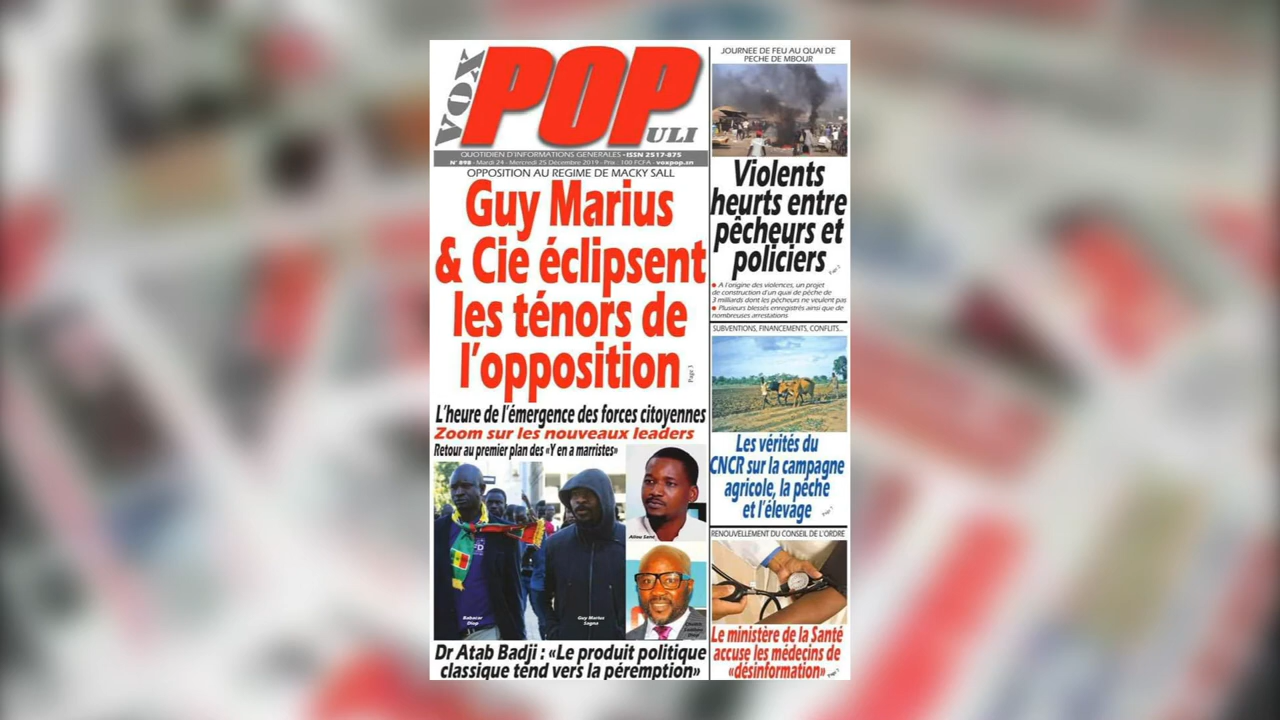 VOX
POP
ULI
QUOTIDIEN D'INFORMATIONS GENERALES - ISSN 2517-875
N° 898 - Mardi 24 - Mercredi 25 Décembre 2019 - Prix : 100 FCFA - voxpop.sn
OPPOSITION AU REGIME DE MACKY SALL
Guy Marius
& Cie éclipsent
les ténors de
l'opposition
Page 3
L'heure de l'émergence des forces citoyennes
Zoom sur les nouveaux leaders
Retour au premier plan des «Y en a marristes»
Aliou Sané
Babacar
Diop
Guy Marius
Sagna
Diop
Dr Atab Badji : «Le produit politique
classique tend vers la péremption»
JOURNEE DE FEU AU QUAI DE
PECHE DE MBOUR
Violents
heurts entre
pêcheurs et
policiers
Page 2
A l'origine des violences, un projet
de construction d'un quai de pêche de
3 milliards dont les pêcheurs ne veulent pas
Plusieurs blessés enregistrés ainsi que de
nombreuses arrestations
SUBVENTIONS, FINANCEMENTS, CONFLITS...
Les vérités du
CNCR sur la campagne
agricole, la pêche
et l'élevage
RENOUVELLEMENT DU CONSEIL DE L'ORDRE
Le ministère de la Santé
accuse les médecins de
«désinformation»